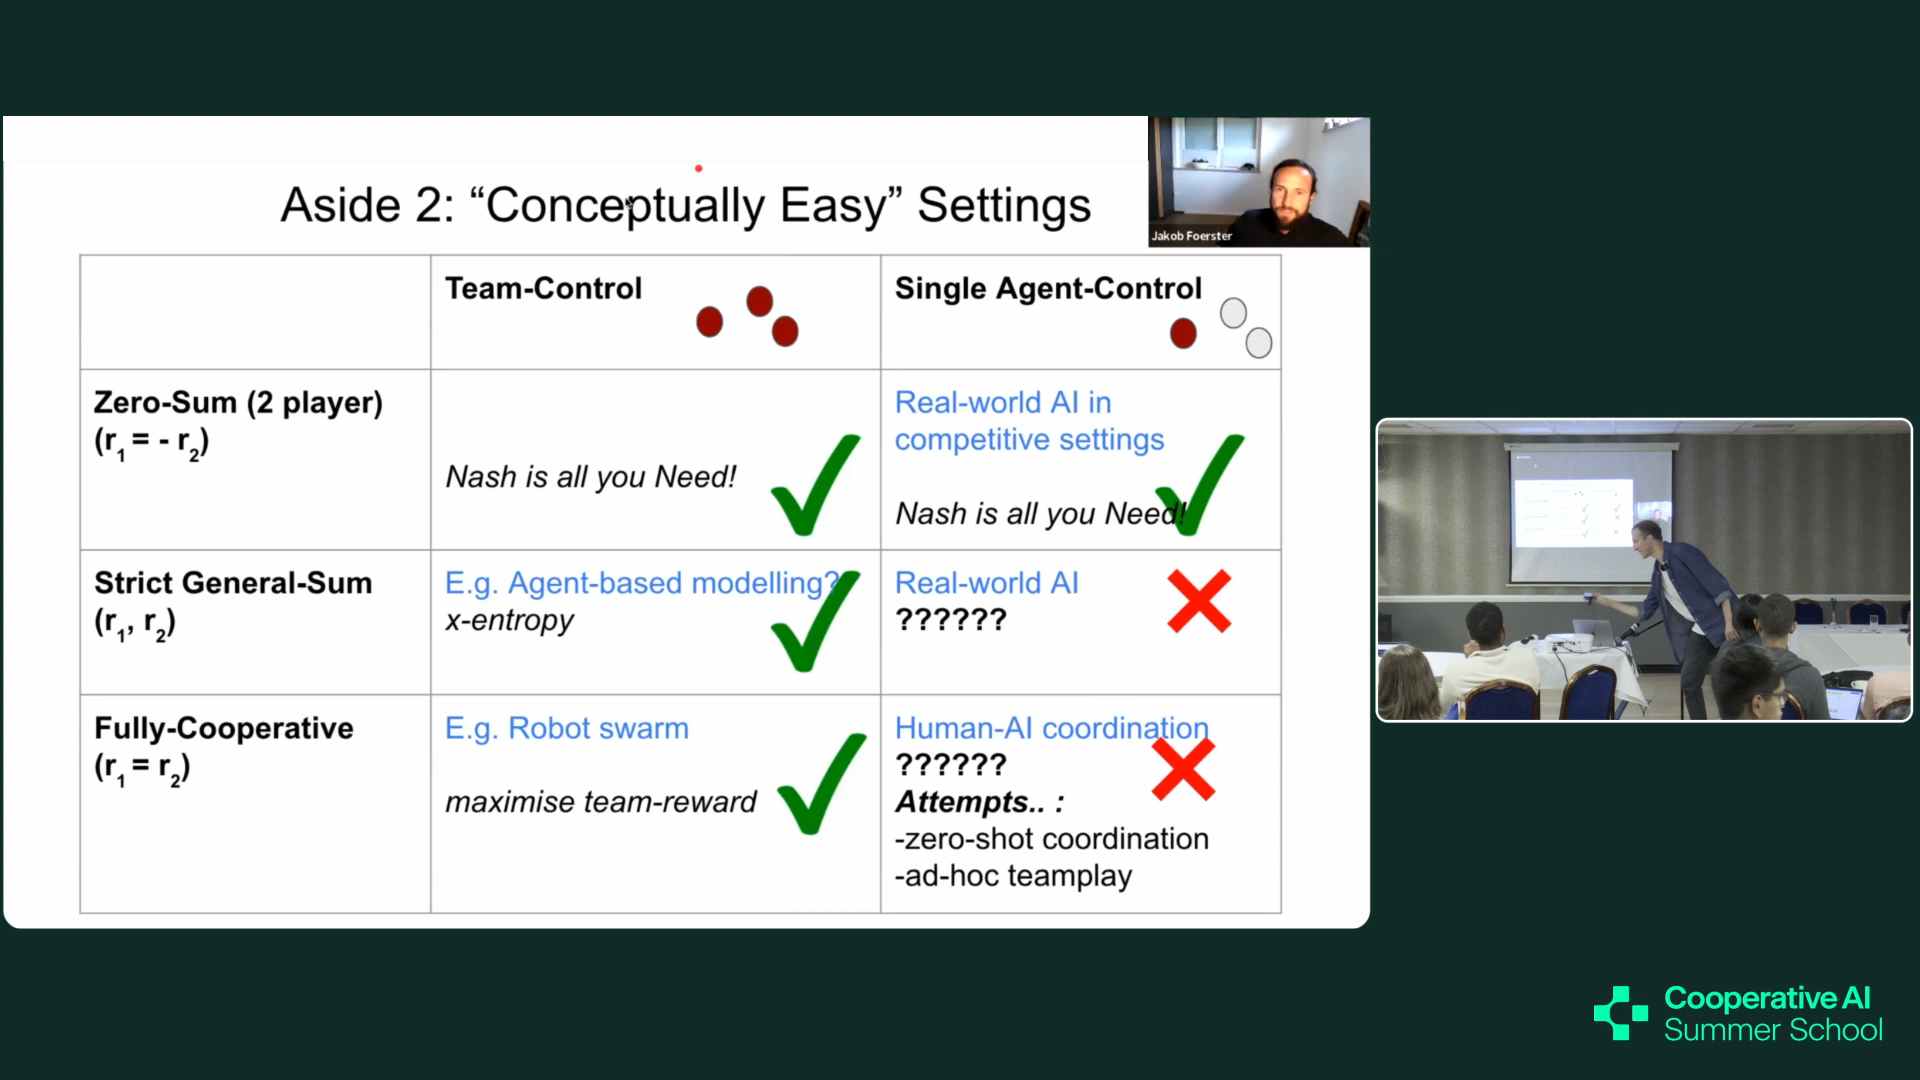 Aside 2: “Conceptually Easy” Settings
Jakob Foerster
Team-Control
Single Agent-Control
Zero-Sum (2 player)
(r1 = - r2)
Nash is all you Need!
Real-world AI in
competitive settings
Nash is all you Need!
Strict General-Sum
(r1, r2)
E.g. Agent-based modelling?
x-entropy
Real-world AI
??????
Fully-Cooperative
(r1 = r2)
E.g. Robot swarm
maximise team-reward
Human-AI coordination
??????
Attempts.. :
-zero-shot coordination
-ad-hoc teamplay
Cooperative AI
Summer School